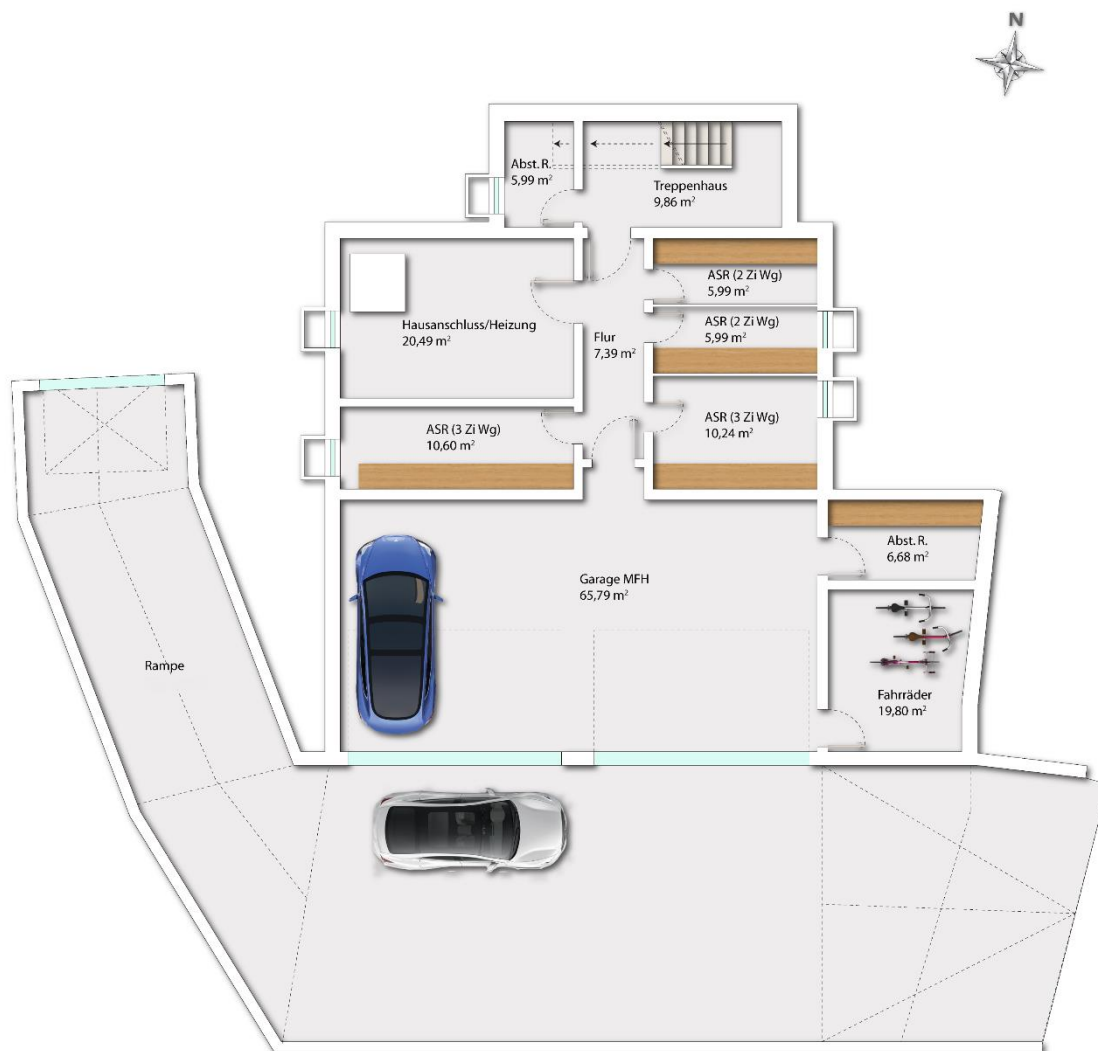 N
Abst. R.
5,99 m²
Treppenhaus
9,86 m²
ASR (2 Zi Wg)
5,99 m²
Hausanschluss/Heizung
20,49 m²
ASR (2 Zi Wg)
5,99 m²
Flur
7,39 m²
ASR (3 Zi Wg)
10,24 m²
ASR (3 Zi Wg)
10,60 m²
Abst. R.
6,68 m²
Garage MFH
65,79 m²
Rampe
Fahrräder
19,80 m²